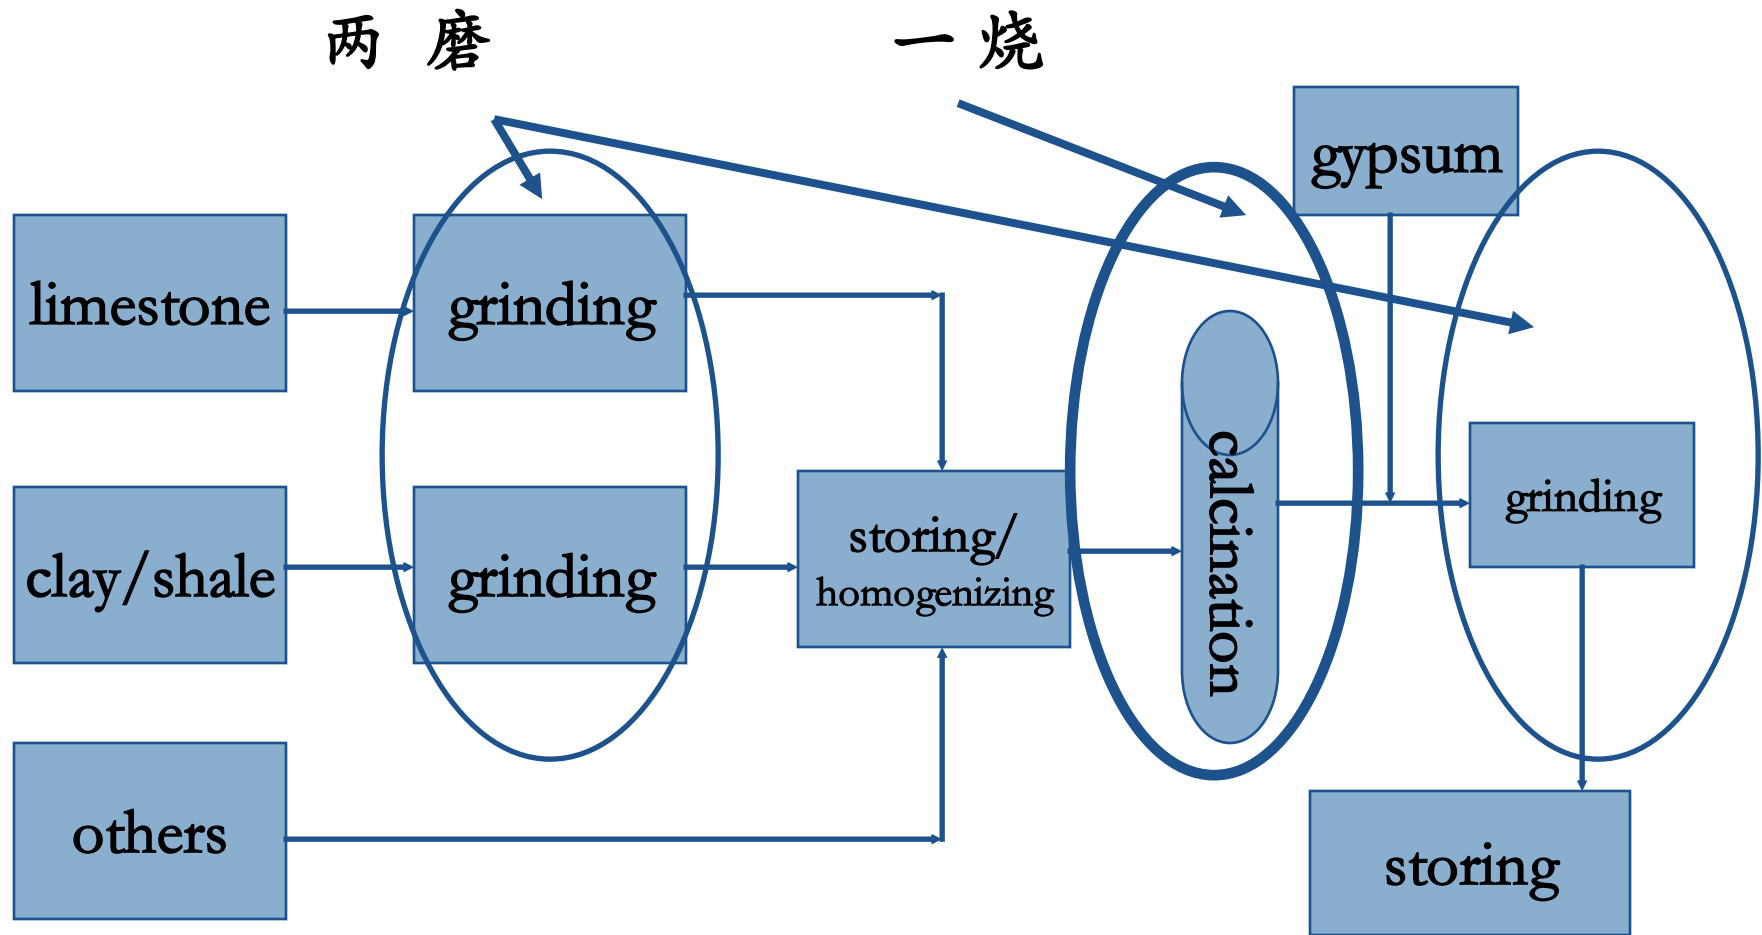 两 磨
一 烧
gypsum
limestone
grinding
clay/shale
grinding
storing/
homogenizing
calcination
grinding
others
storing